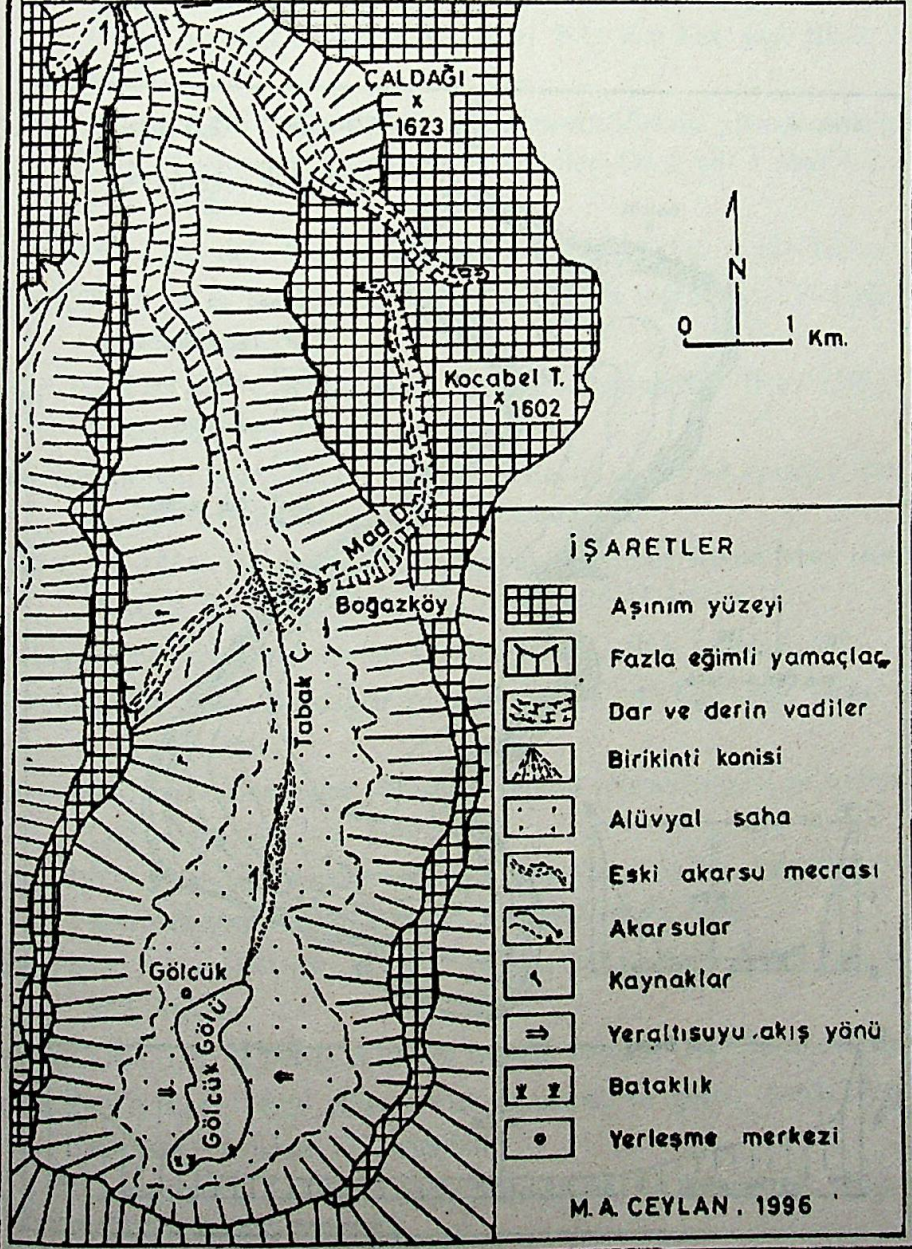 ÇALDAĞI
x
1623
N
0 1 Km.
Kocabel T.
x
1602
Mad D.
Boğazköy
Tabak Ç.
Gölcük
Gölcük Gölü
İŞARETLER
Aşınım yüzeyi
Fazla eğimli yamaçlar
Dar ve derin vadiler
Birikinti konisi
Alüvyal saha
Eski akarsu mecrası
Akarsular
Kaynaklar
Yeraltısuyu akış yönü
Bataklık
Yerleşme merkezi
M.A. CEYLAN. 1996